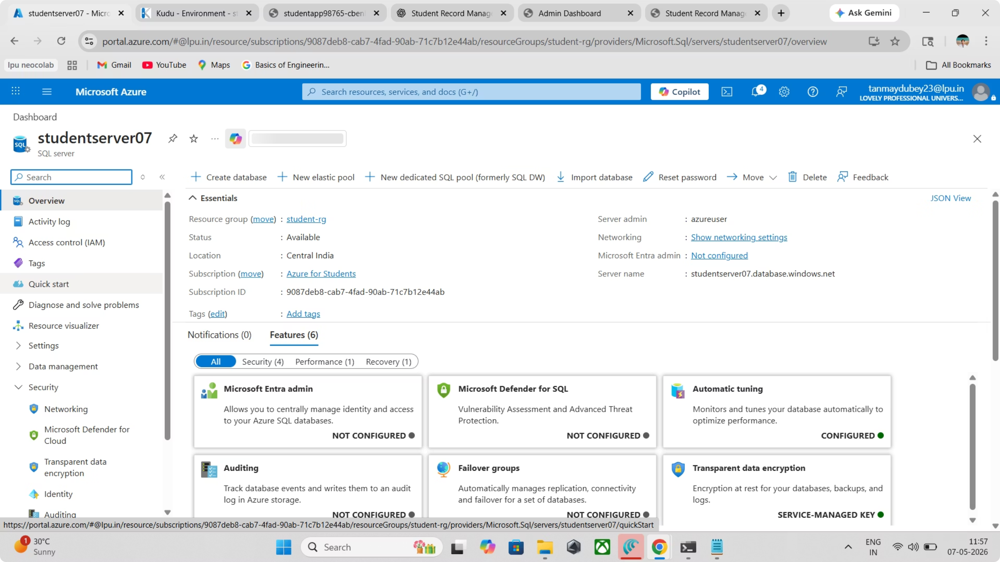 studentserver07 - Micro
Kudu - Environment - st
studentapp98765-cben
Student Record Manage
Admin Dashboard
Student Record Manag
Ask Gemini
portal.azure.com/#@lpu.in/resource/subscriptions/9087deb8-cab7-4fad-90ab-71c7b12e44ab/resourceGroups/student-rg/providers/Microsoft.Sql/servers/studentserver07/overview
lpu neocolab
Gmail
YouTube
Maps
Basics of Engineerin...
All Bookmarks
Microsoft Azure
Search resources, services, and docs (G+/)
Copilot
4
tanmaydubey23@lpu.in
LOVELY PROFESSIONAL UNIVERS...
Dashboard
studentserver07
SQL server
Search
Create database
New elastic pool
New dedicated SQL pool (formerly SQL DW)
Import database
Reset password
Move
Delete
Feedback
Overview
Activity log
Access control (IAM)
Tags
Quick start
Diagnose and solve problems
Resource visualizer
Settings
Data management
Security
Networking
Microsoft Defender for
Cloud
Transparent data
encryption
Identity
Auditing
Essentials
JSON View
Resource group (move) : student-rg
Status : Available
Location : Central India
Subscription (move) : Azure for Students
Subscription ID : 9087deb8-cab7-4fad-90ab-71c7b12e44ab
Tags (edit) : Add tags
Server admin : azureuser
Networking : Show networking settings
Microsoft Entra admin : Not configured
Server name : studentserver07.database.windows.net
Notifications (0)
Features (6)
All
Security (4)
Performance (1)
Recovery (1)
Microsoft Entra admin
Allows you to centrally manage identity and access
to your Azure SQL databases.
NOT CONFIGURED
Microsoft Defender for SQL
Vulnerability Assessment and Advanced Threat
Protection.
NOT CONFIGURED
Automatic tuning
Monitors and tunes your database automatically to
optimize performance.
CONFIGURED
Auditing
Track database events and writes them to an audit
log in Azure storage.
NOT CONFIGURED
Failover groups
Automatically manages replication, connectivity
and failover for a set of databases.
NOT CONFIGURED
Transparent data encryption
Encryption at rest for your databases, backups, and
logs.
SERVICE-MANAGED KEY
https://portal.azure.com/#@lpu.in/resource/subscriptions/9087deb8-cab7-4fad-90ab-71c7b12e44ab/resourceGroups/student-rg/providers/Microsoft.Sql/servers/studentserver07/quickStart
1
30°C
Sunny
Search
ENG
IN
11:57
07-05-2026